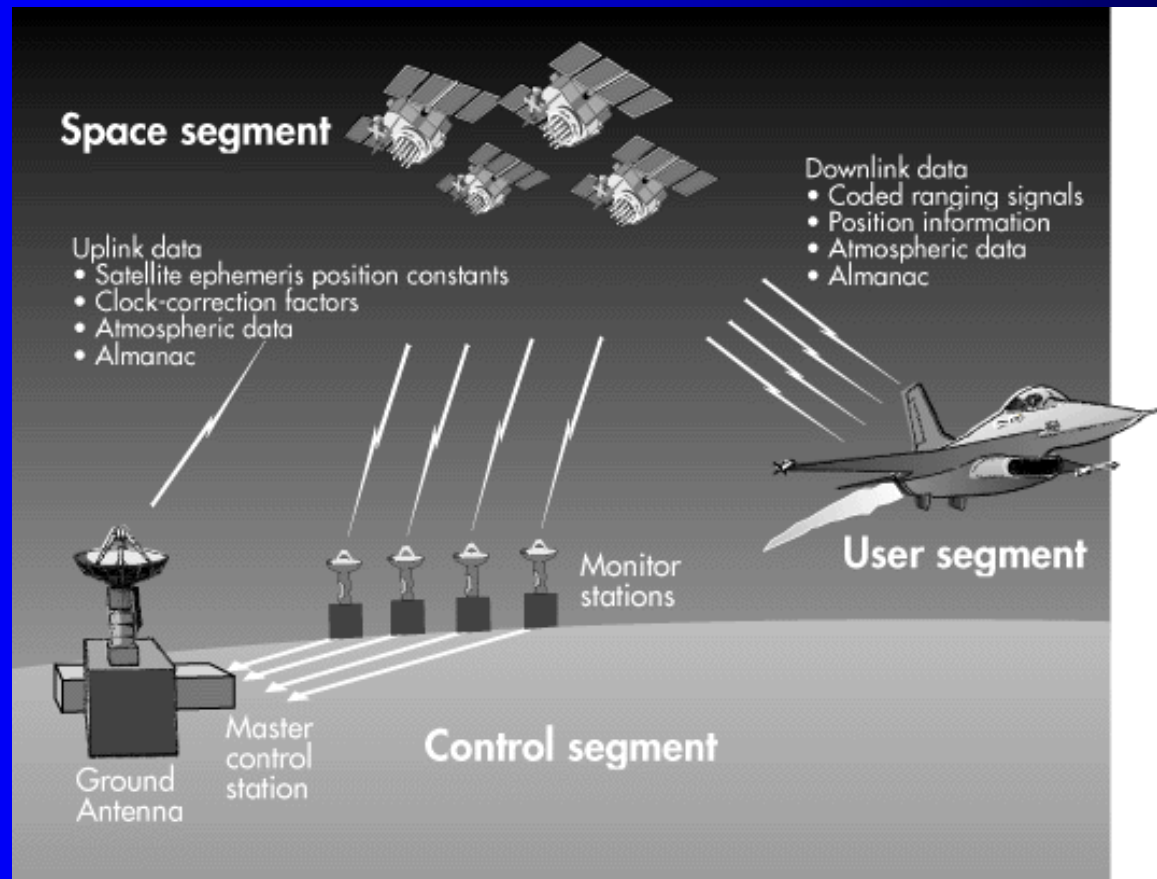 Space segment
Uplink data
• Satellite ephemeris position constants
• Clock-correction factors
• Atmospheric data
• Almanac
Downlink data
• Coded ranging signals
• Position information
• Atmospheric data
• Almanac
User segment
Monitor
stations
Control segment
Master
control
station
Ground
Antenna